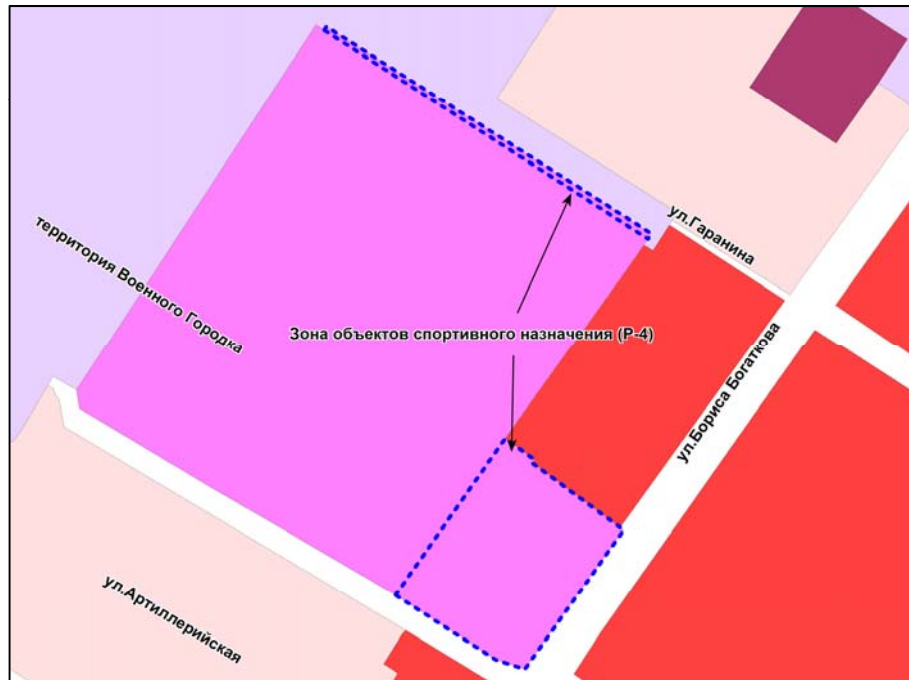 ул.Гаранина
территория Военного Городка
Зона объектов спортивного назначения (Р-4)
ул.Бориса Богаткова
ул.Артиллерийская